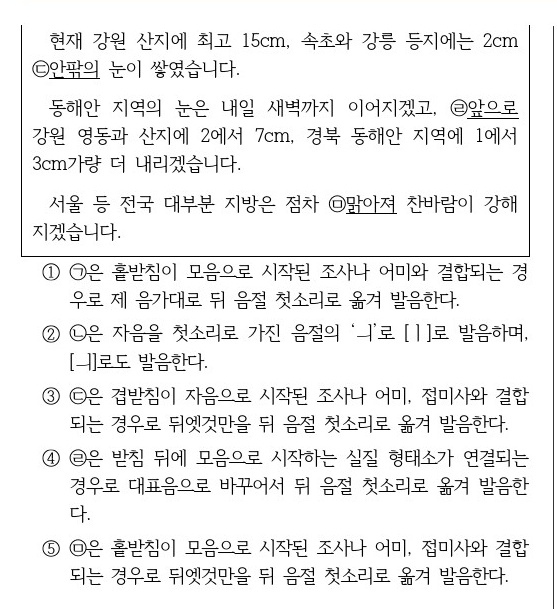 현재 강원 산지에 최고 15cm, 속초와 강릉 등지에는 2cm
㉢안팎의 눈이 쌓였습니다.
동해안 지역의 눈은 내일 새벽까지 이어지겠고, ㉣앞으로
강원 영동과 산지에 2에서 7cm, 경북 동해안 지역에 1에서
3cm가량 더 내리겠습니다.
서울 등 전국 대부분 지방은 점차 ㉤맑아져 찬바람이 강해
지겠습니다.
① ㉠은 홑받침이 모음으로 시작된 조사나 어미와 결합되는 경
우로 제 음가대로 뒤 음절 첫소리로 옮겨 발음한다.
② ㉡은 자음을 첫소리로 가진 음절의 ‘ㅢ’로 [ㅣ]로 발음하며,
[ㅢ]로도 발음한다.
③ ㉢은 겹받침이 자음으로 시작된 조사나 어미, 접미사와 결합
되는 경우로 뒤엣것만을 뒤 음절 첫소리로 옮겨 발음한다.
④ ㉣은 받침 뒤에 모음으로 시작하는 실질 형태소가 연결되는
경우로 대표음으로 바꾸어서 뒤 음절 첫소리로 옮겨 발음한
다.
⑤ ㉤은 홑받침이 모음으로 시작된 조사나 어미, 접미사와 결합
되는 경우로 뒤엣것만을 뒤 음절 첫소리로 옮겨 발음한다.